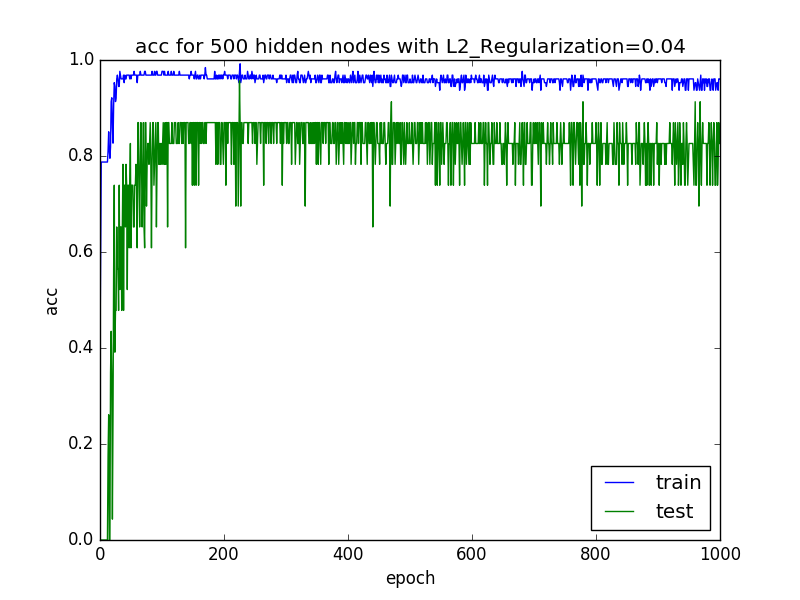 acc for 500 hidden nodes with L2_Regularization=0.04
1.0
0.8
0.6
0.4
0.2
0.0
acc
0 200 400 600 800 1000
epoch
train
test